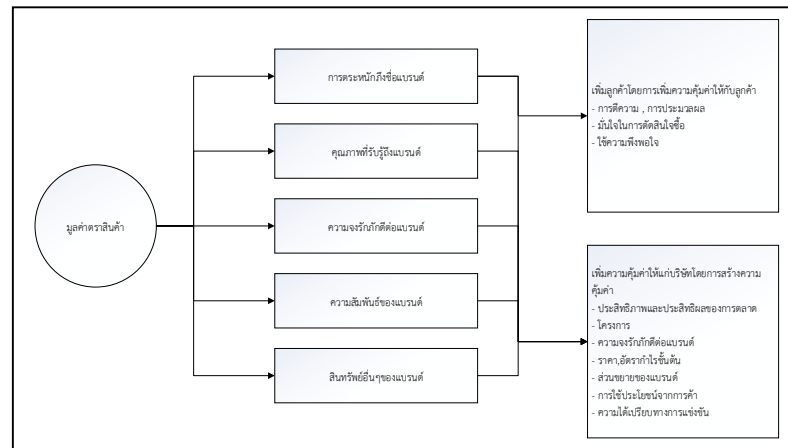 มูลค่าตราสินค้า
การตระหนักถึงชื่อแบรนด์
คุณภาพที่รับรู้ถึงแบรนด์
ความจงรักภักดีต่อแบรนด์
ความสัมพันธ์ของแบรนด์
สินทรัพย์อื่นๆของแบรนด์
เพิ่มลูกค้าโดยการเพิ่มความคุ้มค่าให้กับลูกค้า
- การตีความ , การประมวลผล
- มั่นใจในการตัดสินใจซื้อ
- ใช้ความพึงพอใจ
เพิ่มความคุ้มค่าให้แก่บริษัทโดยการสร้างความ
คุ้มค่า
- ประสิทธิภาพและประสิทธิผลของการตลาด
- โครงการ
- ความจงรักภักดีต่อแบรนด์
- ราคา,อัตรากำไรขั้นต้น
- ส่วนขยายของแบรนด์
- การใช้ประโยชน์จากการค้า
- ความได้เปรียบทางการแข่งขัน